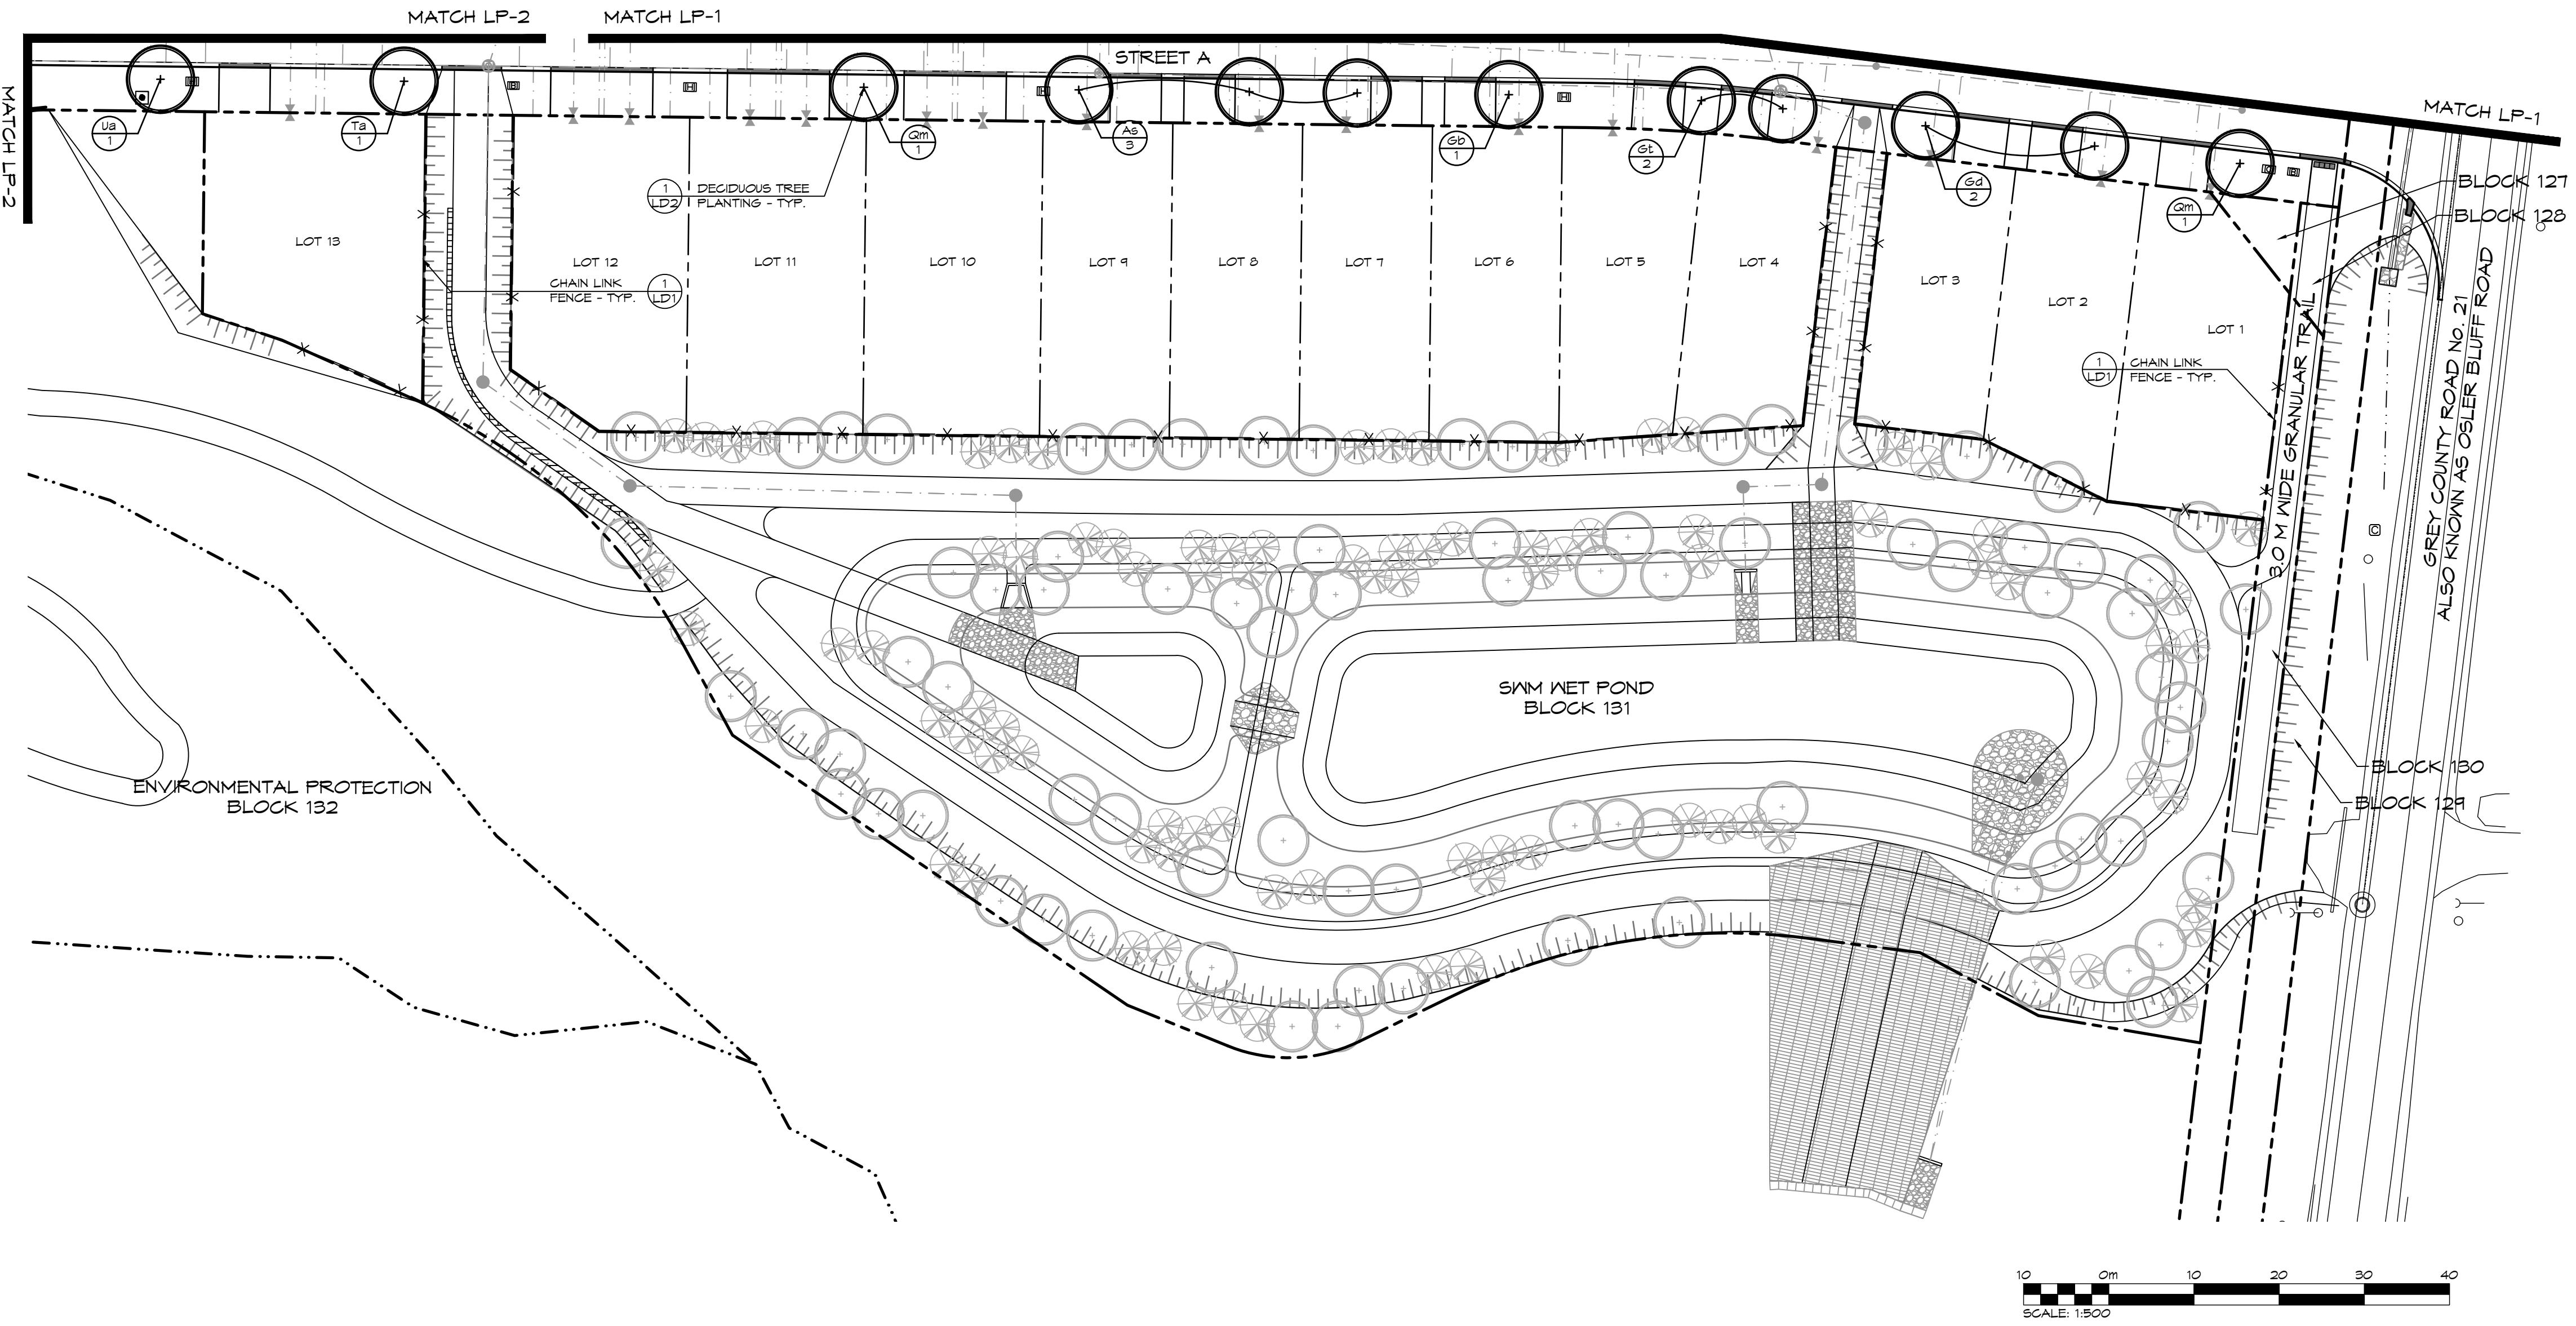 MATCH LP-2
MATCH LP-1
STREET A
MATCH LP-2
MATCH LP-1
Ua
1
Ta
1
Qm
1
As
3
Gb
1
Gt
2
Gd
2
Qm
1
BLOCK 127
BLOCK 128
1
LD2
DECIDUOUS TREE
PLANTING - TYP.
LOT 13
LOT 12
LOT 11
LOT 10
LOT 9
LOT 8
LOT 7
LOT 6
LOT 5
LOT 4
LOT 3
LOT 2
LOT 1
CHAIN LINK
FENCE - TYP.
1
LD1
1
LD1
CHAIN LINK
FENCE - TYP.
3.0 M WIDE GRANULAR TRAIL
GREY COUNTY ROAD No. 21
ALSO KNOWN AS OSLER BLUFF ROAD
SWM WET POND
BLOCK 131
BLOCK 130
BLOCK 129
ENVIRONMENTAL PROTECTION
BLOCK 132
10 0m 10 20 30 40
SCALE: 1:500